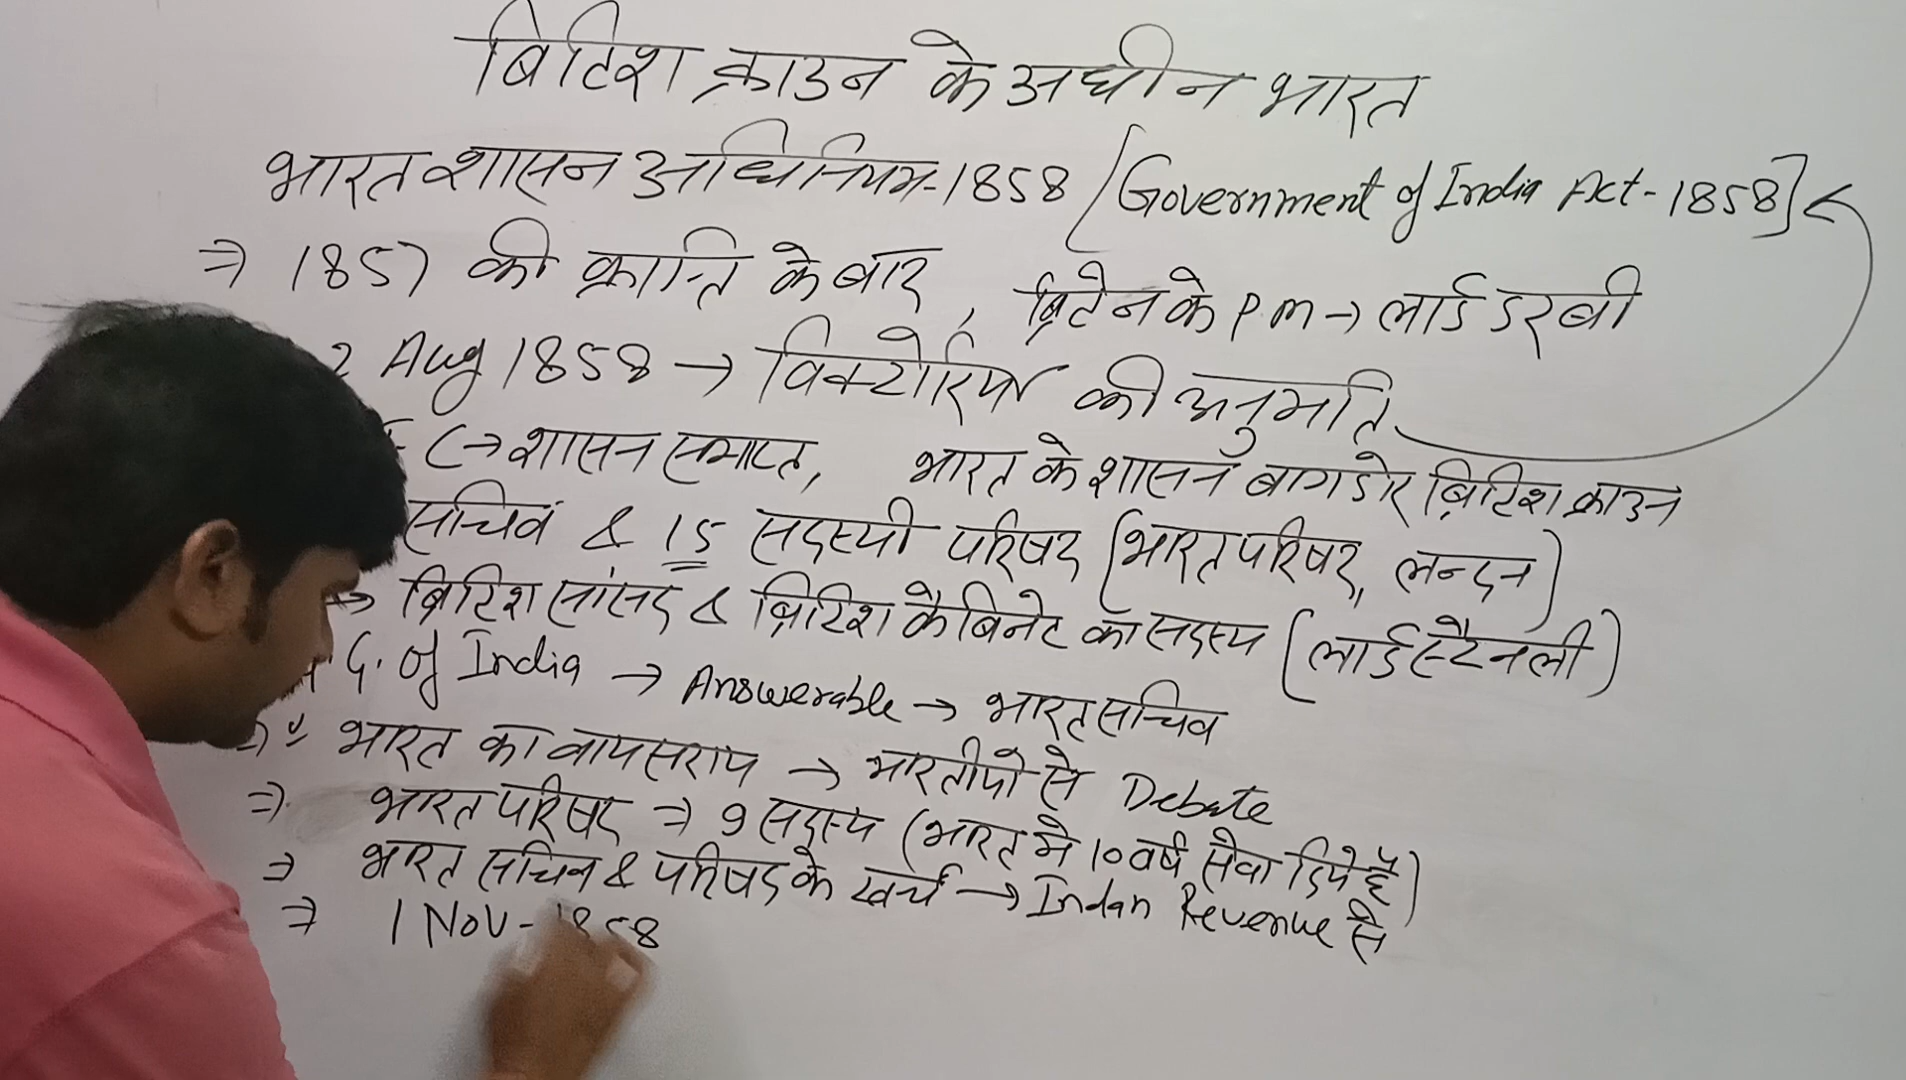 ब्रिटिश क्राउन के अधीन भारत
भारत शासन अधिनियम-1858 [Government of India Act-1858]
⇒ 1857 की क्रान्ति के बाद, ब्रिटेन के P.M → लार्ड डरबी
2 Aug 1858 → विक्टोरिया की अनुमति
C → शासन समाप्त, भारत के शासन बागडोर ब्रिटिश क्राउन
सचिव & 15 सदस्यी परिषद (भारत परिषद, लन्दन)
→ ब्रिटिश सांसद & ब्रिटिश कैबिनेट का सदस्य (लार्ड स्टैनली)
G. of India → Answerable → भारत सचिव
⇒ " भारत का वायसराय → भारतीयो से Debate
⇒ भारत परिषद ⇒ 9 सदस्य (भारत मे 10 वर्ष सेवा दिये हैं)
⇒ भारत सचिव & परिषद के खर्च → Indan Revenue से
⇒ 1 Nov-1858